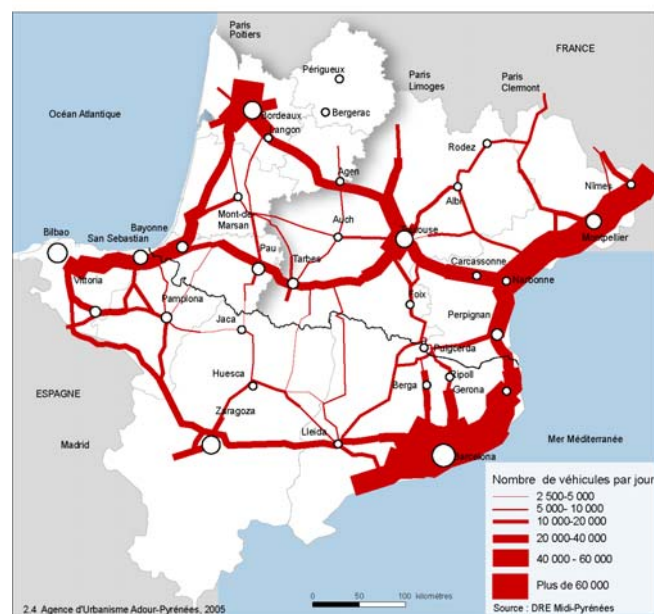 Paris
Poitiers
FRANCE
Périgueux
Paris
Limoges
Paris
Clermont
Océan Atlantique
Bergerac
Bordeaux
Langon
Rodez
Agen
Nîmes
Albi
Mont-de-
Marsan
Auch
Toulouse
Montpellier
Bilbao
San Sebastian
Bayonne
Pau
Tarbes
Carcassonne
Narbonne
Vittoria
Foix
Pamplona
Perpignan
Jaca
Puigcerda
Huesca
Ripoll
Berga
Gerona
ESPAGNE
Zaragoza
Madrid
Lleida
Mer Méditerranée
Barcelona
Nombre de véhicules par jour
2 500-5 000
5 000- 10 000
10 000-20 000
20 000-40 000
40 000 - 60 000
Plus de 60 000
Source : DRE Midi-Pyrénées
0 50 100 kilomètres
2.4 Agence d'Urbanisme Adour-Pyrénées, 2005